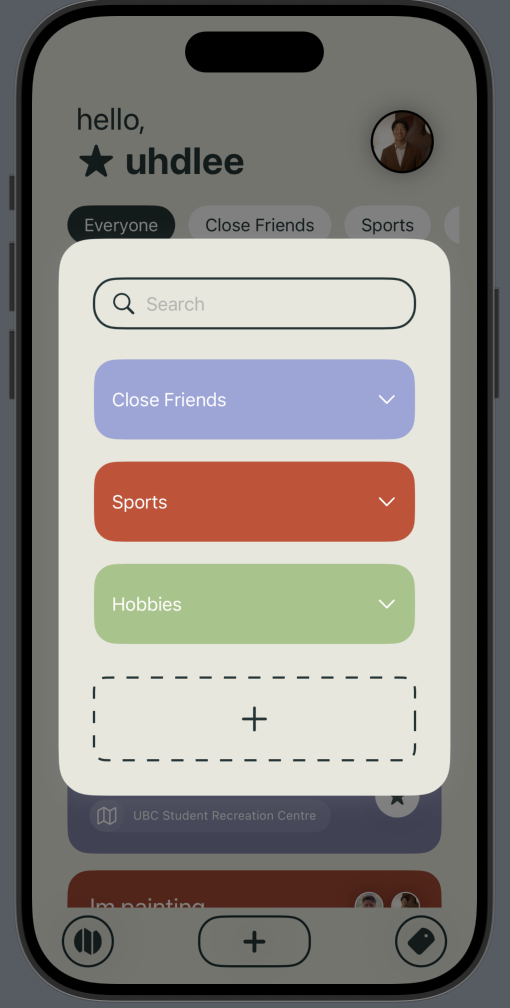 hello,
uhdlee
Everyone
Close Friends
Sports
Search
Close Friends
Sports
Hobbies
UBC Student Recreation Centre
Im painting